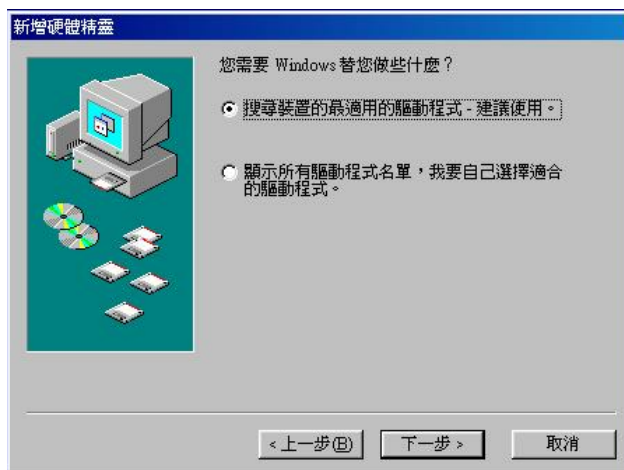 新增硬體精靈
您需要 Windows 替您做些什麼？
搜尋裝置的最適用的驅動程式 - 建議使用。
顯示所有驅動程式名單，我要自己選擇適合
的驅動程式。
< 上一步(B)
下一步 >
取消